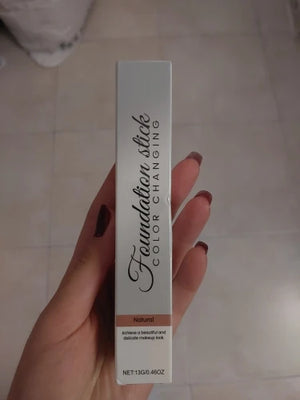 Foundation stick
COLOR CHANGING
Natural
Achieve a beautiful and
delicate makeup look.
NET:13G/0.46OZ